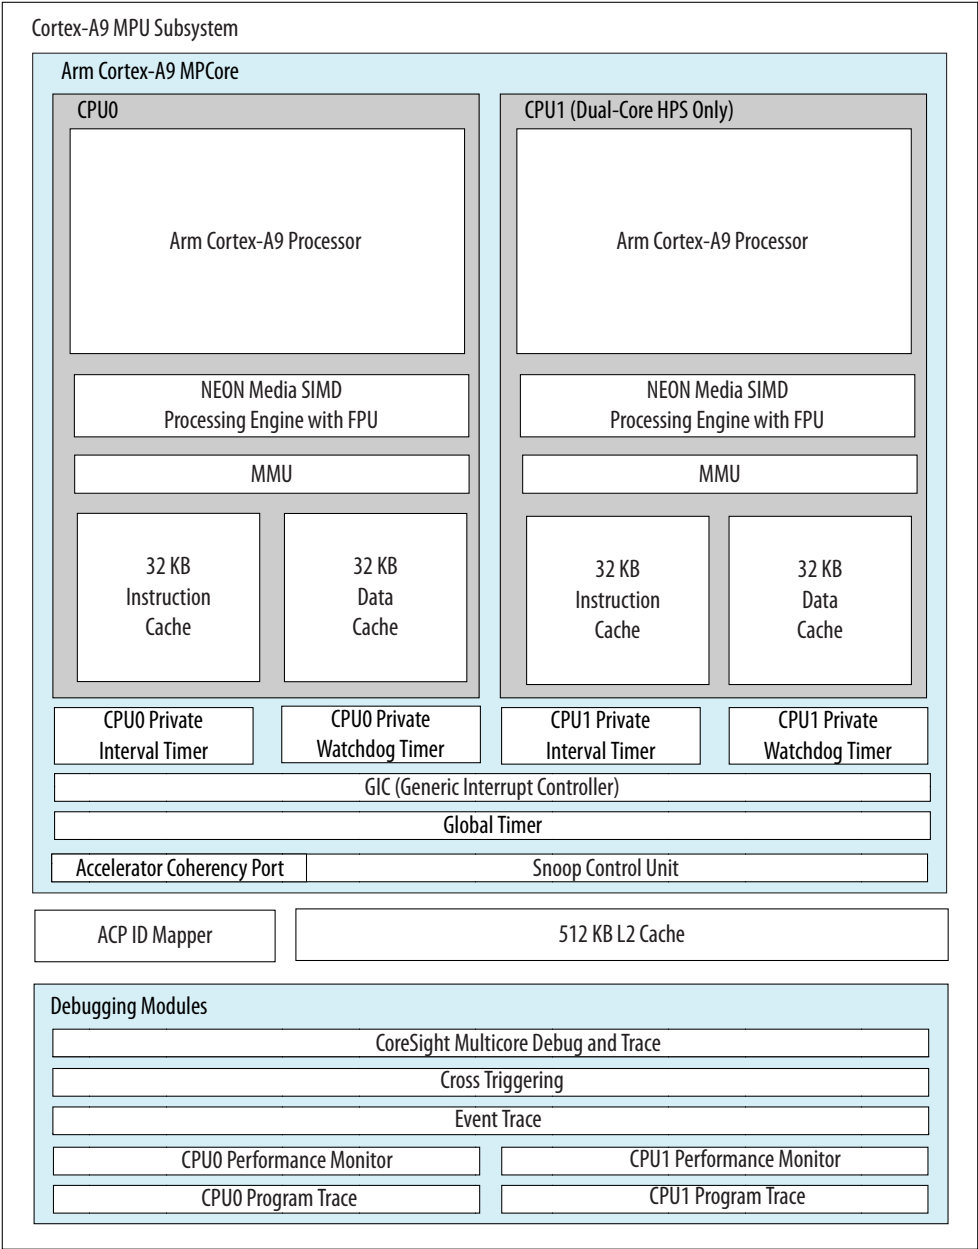 Cortex-A9 MPU Subsystem
Arm Cortex-A9 MPCore
CPU0
Arm Cortex-A9 Processor
NEON Media SIMD
Processing Engine with FPU
MMU
32 KB
Instruction
Cache
32 KB
Data
Cache
CPU1 (Dual-Core HPS Only)
Arm Cortex-A9 Processor
NEON Media SIMD
Processing Engine with FPU
MMU
32 KB
Instruction
Cache
32 KB
Data
Cache
CPU0 Private
Interval Timer
CPU0 Private
Watchdog Timer
CPU1 Private
Interval Timer
CPU1 Private
Watchdog Timer
GIC (Generic Interrupt Controller)
Global Timer
Accelerator Coherency Port
Snoop Control Unit
ACP ID Mapper
512 KB L2 Cache
Debugging Modules
CoreSight Multicore Debug and Trace
Cross Triggering
Event Trace
CPU0 Performance Monitor
CPU1 Performance Monitor
CPU0 Program Trace
CPU1 Program Trace